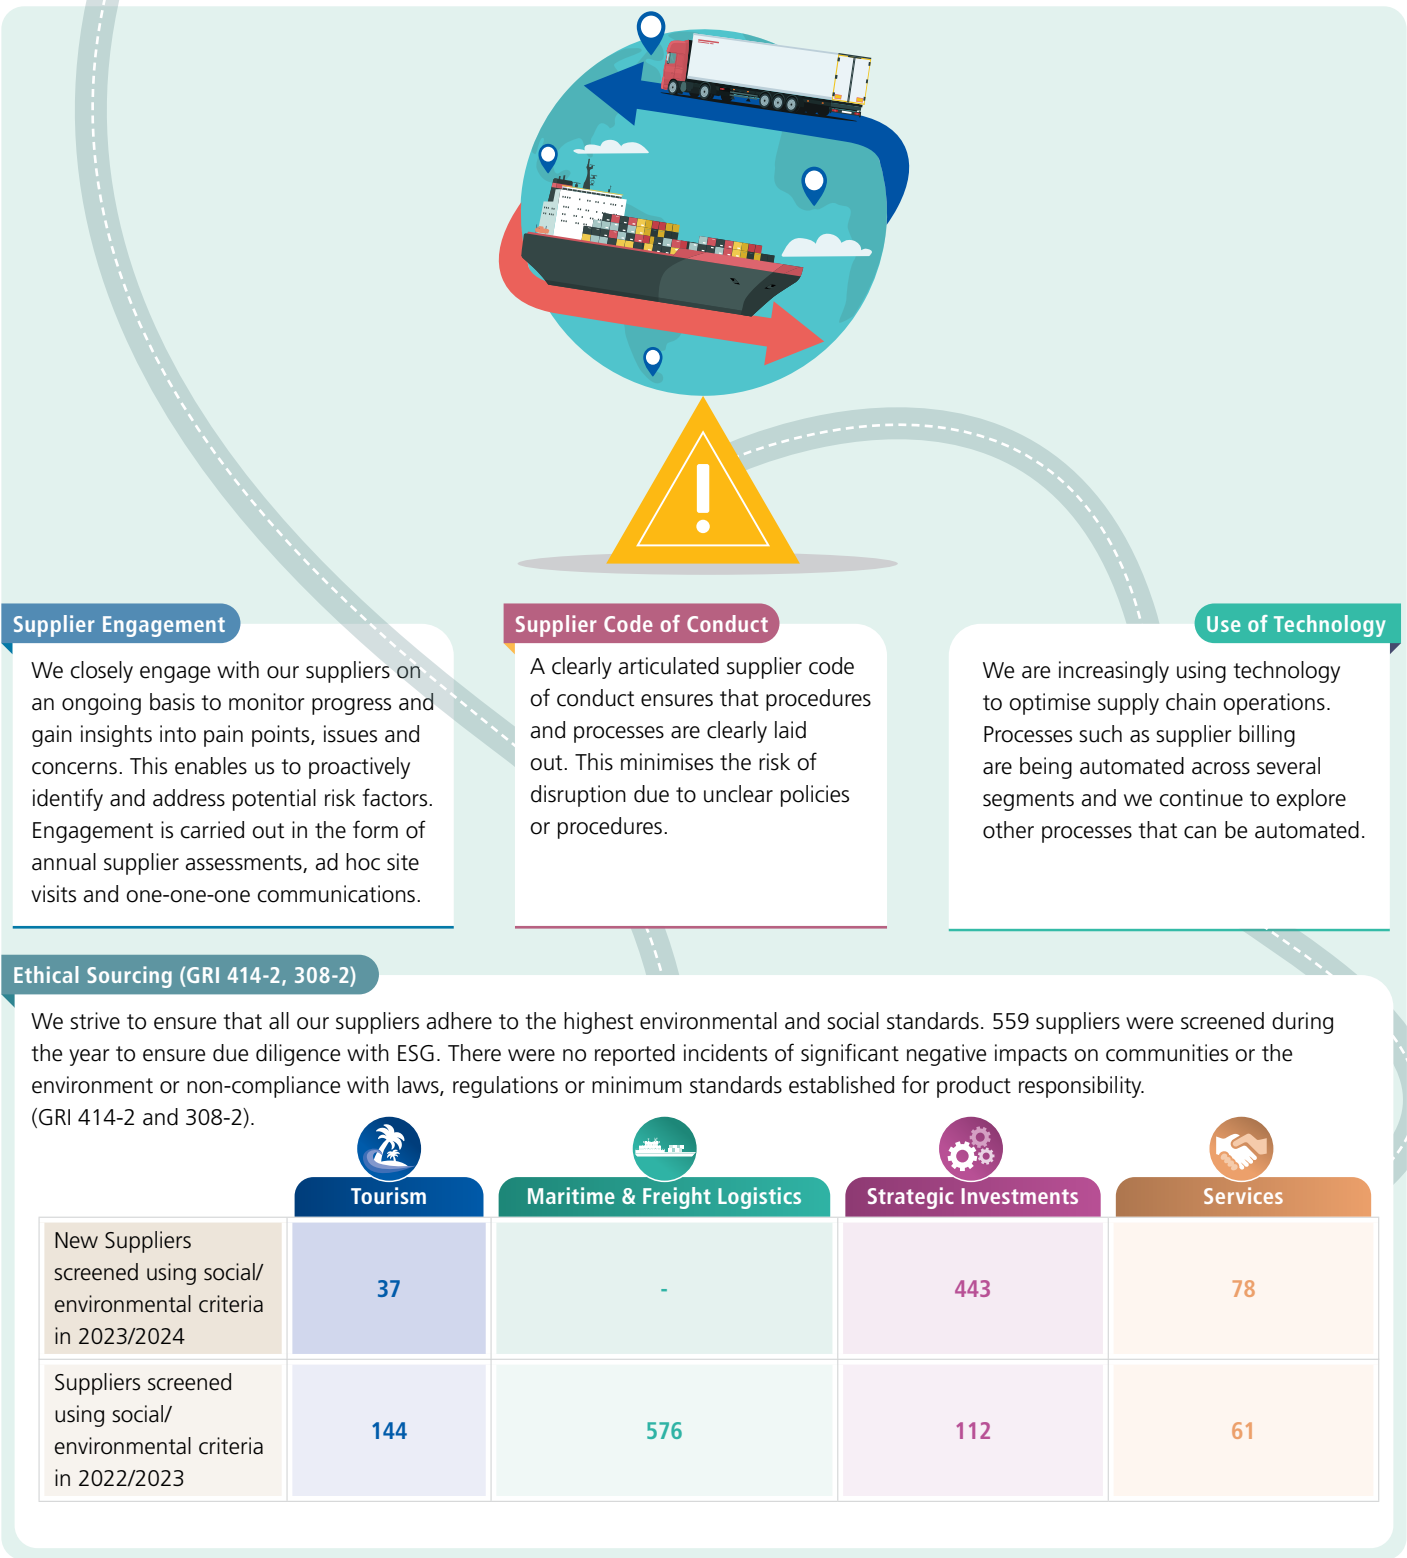 Supplier Engagement
We closely engage with our suppliers on
an ongoing basis to monitor progress and
gain insights into pain points, issues and
concerns. This enables us to proactively
identify and address potential risk factors.
Engagement is carried out in the form of
annual supplier assessments, ad hoc site
visits and one-one-one communications.
Supplier Code of Conduct
A clearly articulated supplier code
of conduct ensures that procedures
and processes are clearly laid
out. This minimises the risk of
disruption due to unclear policies
or procedures.
Use of Technology
We are increasingly using technology
to optimise supply chain operations.
Processes such as supplier billing
are being automated across several
segments and we continue to explore
other processes that can be automated.
Ethical Sourcing (GRI 414-2, 308-2)
We strive to ensure that all our suppliers adhere to the highest environmental and social standards. 559 suppliers were screened during
the year to ensure due diligence with ESG. There were no reported incidents of significant negative impacts on communities or the
environment or non-compliance with laws, regulations or minimum standards established for product responsibility.
(GRI 414-2 and 308-2).
Tourism
Maritime & Freight Logistics
Strategic Investments
Services
New Suppliers
screened using social/
environmental criteria
in 2023/2024
37
-
443
78
Suppliers screened
using social/
environmental criteria
in 2022/2023
144
576
112
61